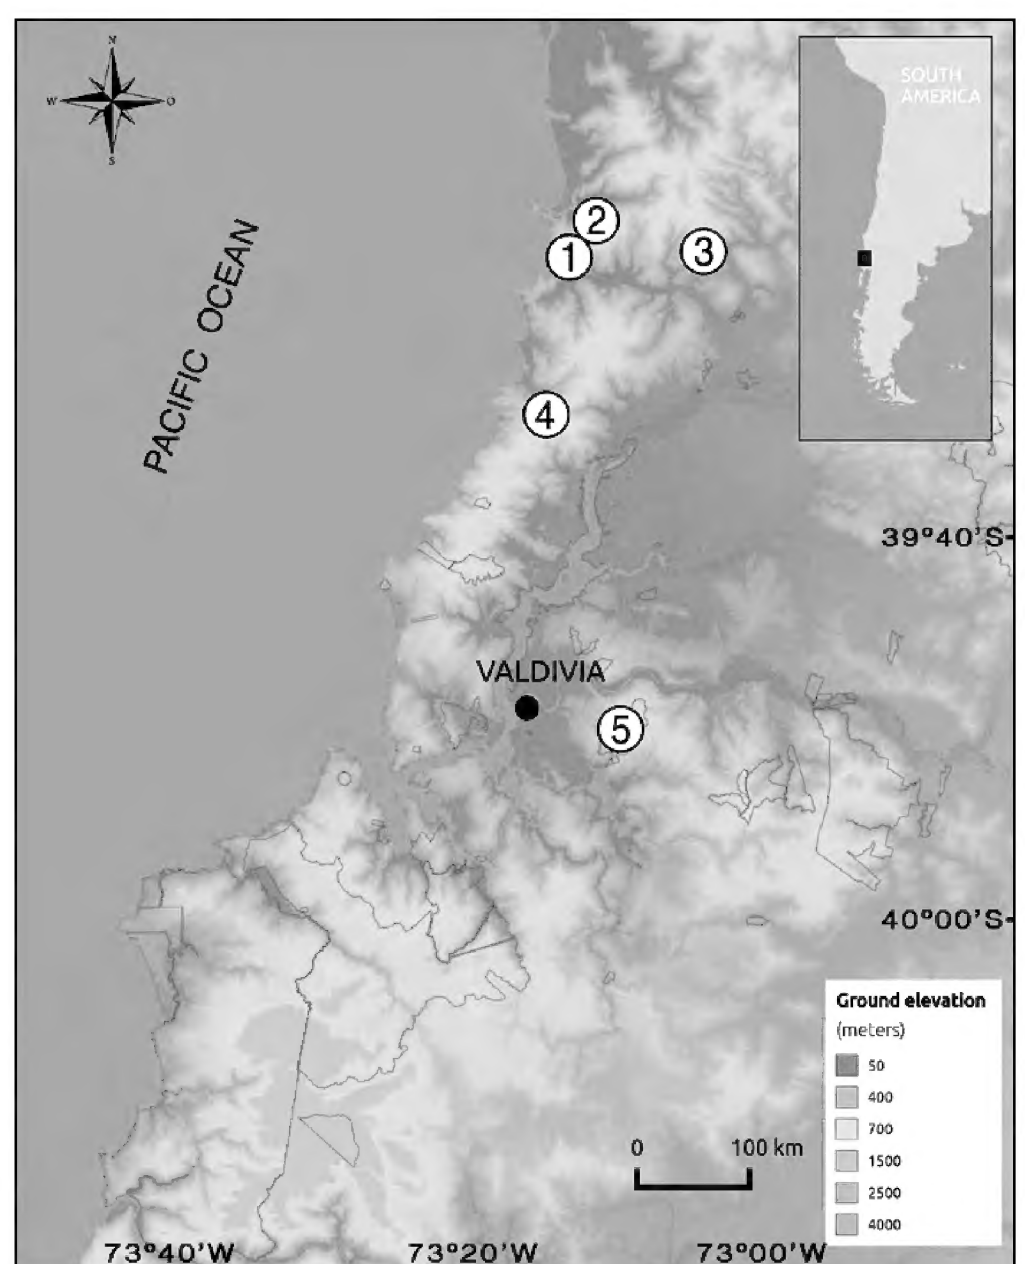 N
W
O
S
SOUTH
AMERICA
PACIFIC OCEAN
2
1
3
4
39°40'S
VALDIVIA
5
40°00'S
Ground elevation
(meters)
50
400
700
1500
2500
4000
0 100 km
73°40'W 73°20'W 73°00'W